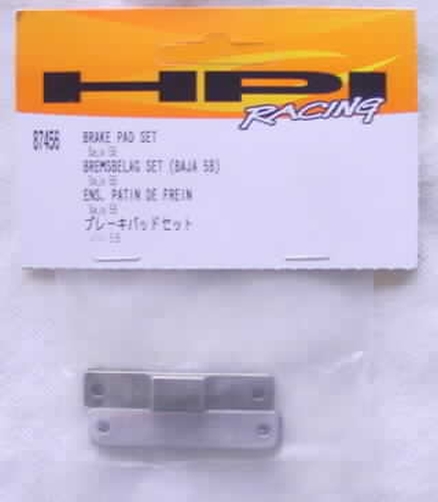 HPI
RACING
87456
BRAKE PAD SET
Baja 5B
BREMSBELAG SET (BAJA 5B)
Baja 5B
ENS. PATIN DE FREIN
Baja 5B
ブレーキパッドセット
5B